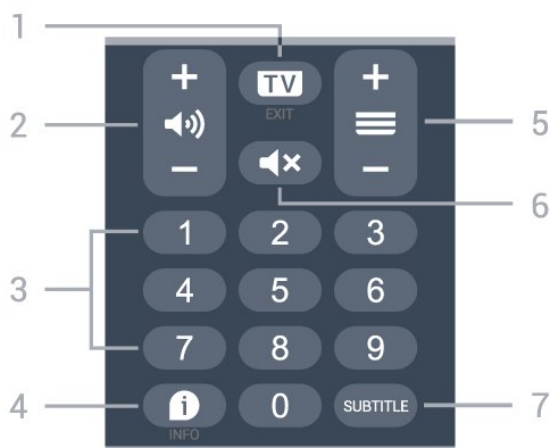 1
+ TV +
EXIT
2
5
- -
6
1 2 3
3
4 5 6
7 8 9
4 i 0 SUBTITLE 7
INFO